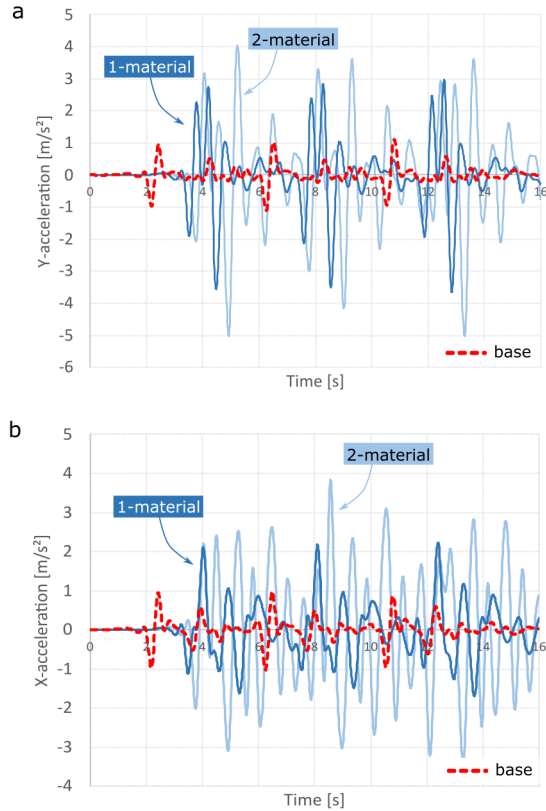 a
5
4
3
2
1
0
-1
-2
-3
-4
-5
-6
Y-acceleration [m/s²]
2-material
1-material
0 2 4 6 8 10 12 14 16
base
Time [s]
b
5
4
3
2
1
0
-1
-2
-3
-4
X-acceleration [m/s²]
2-material
1-material
0 2 4 6 8 10 12 14 16
base
Time [s]